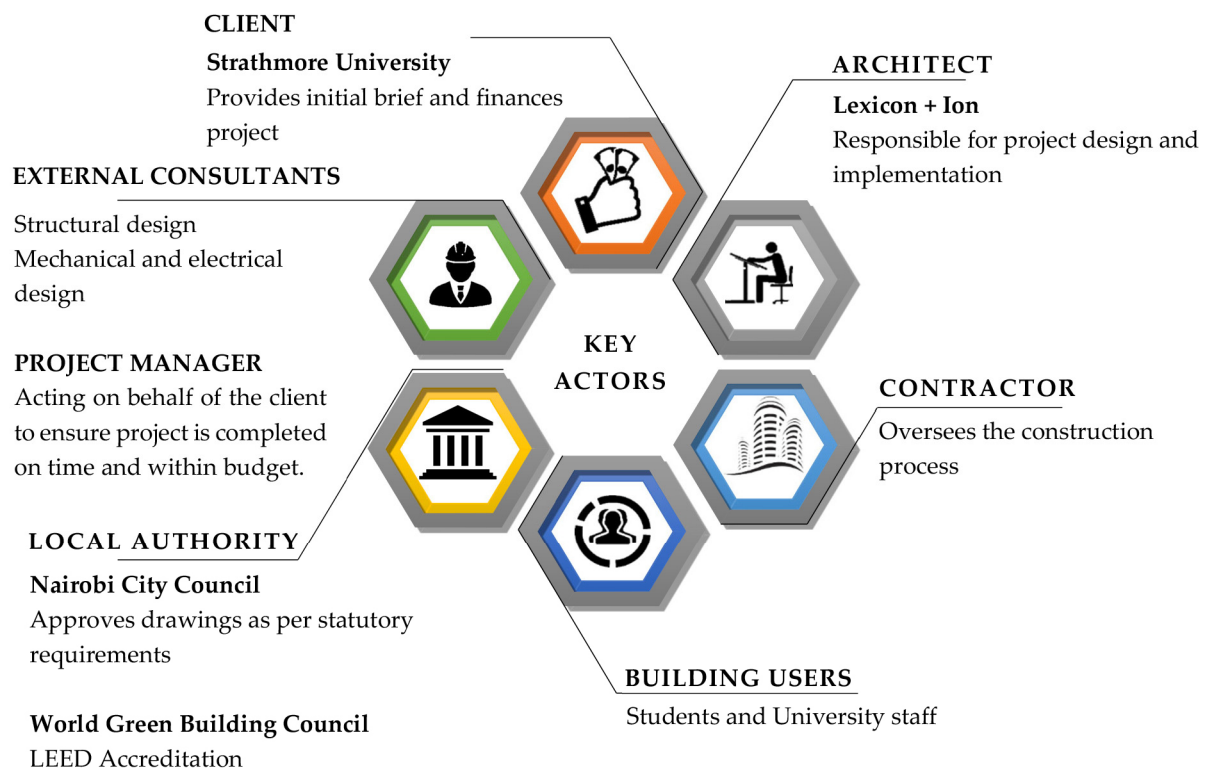 CLIENT
Strathmore University
Provides initial brief and finances
project
ARCHITECT
Lexicon + Ion
Responsible for project design and
implementation
EXTERNAL CONSULTANTS
Structural design
Mechanical and electrical
design
KEY
ACTORS
PROJECT MANAGER
Acting on behalf of the client
to ensure project is completed
on time and within budget.
CONTRACTOR
Oversees the construction
process
LOCAL AUTHORITY
Nairobi City Council
Approves drawings as per statutory
requirements
World Green Building Council
LEED Accreditation
BUILDING USERS
Students and University staff